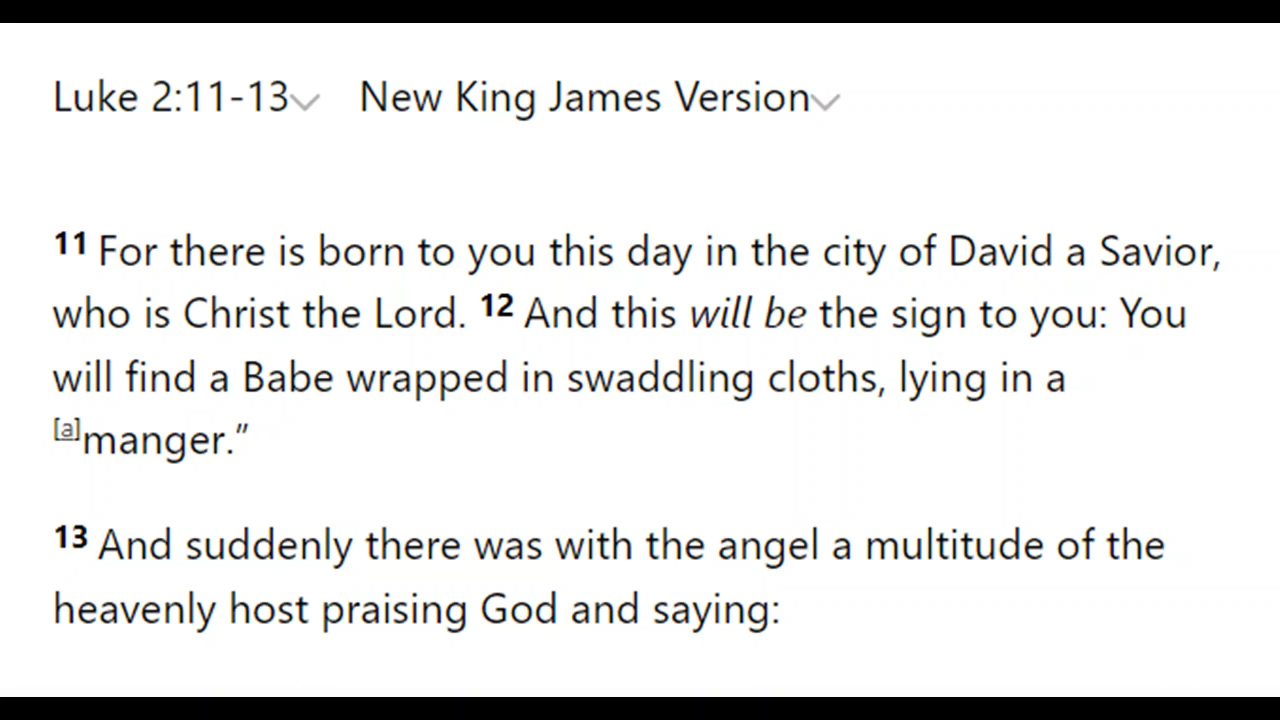 Luke 2:11-13 New King James Version
11 For there is born to you this day in the city of David a Savior,
who is Christ the Lord. 12 And this will be the sign to you: You
will find a Babe wrapped in swaddling cloths, lying in a
[a]manger.”
13 And suddenly there was with the angel a multitude of the
heavenly host praising God and saying: